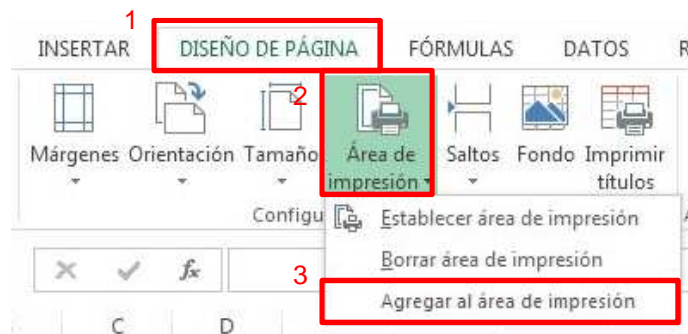 1
INSERTAR DISEÑO DE PÁGINA FÓRMULAS DATOS R
2
Márgenes Orientación Tamaño Área de impresión Saltos Fondo Imprimir títulos
Configu
Establecer área de impresión
Borrar área de impresión
3
Agregar al área de impresión
fx
C D